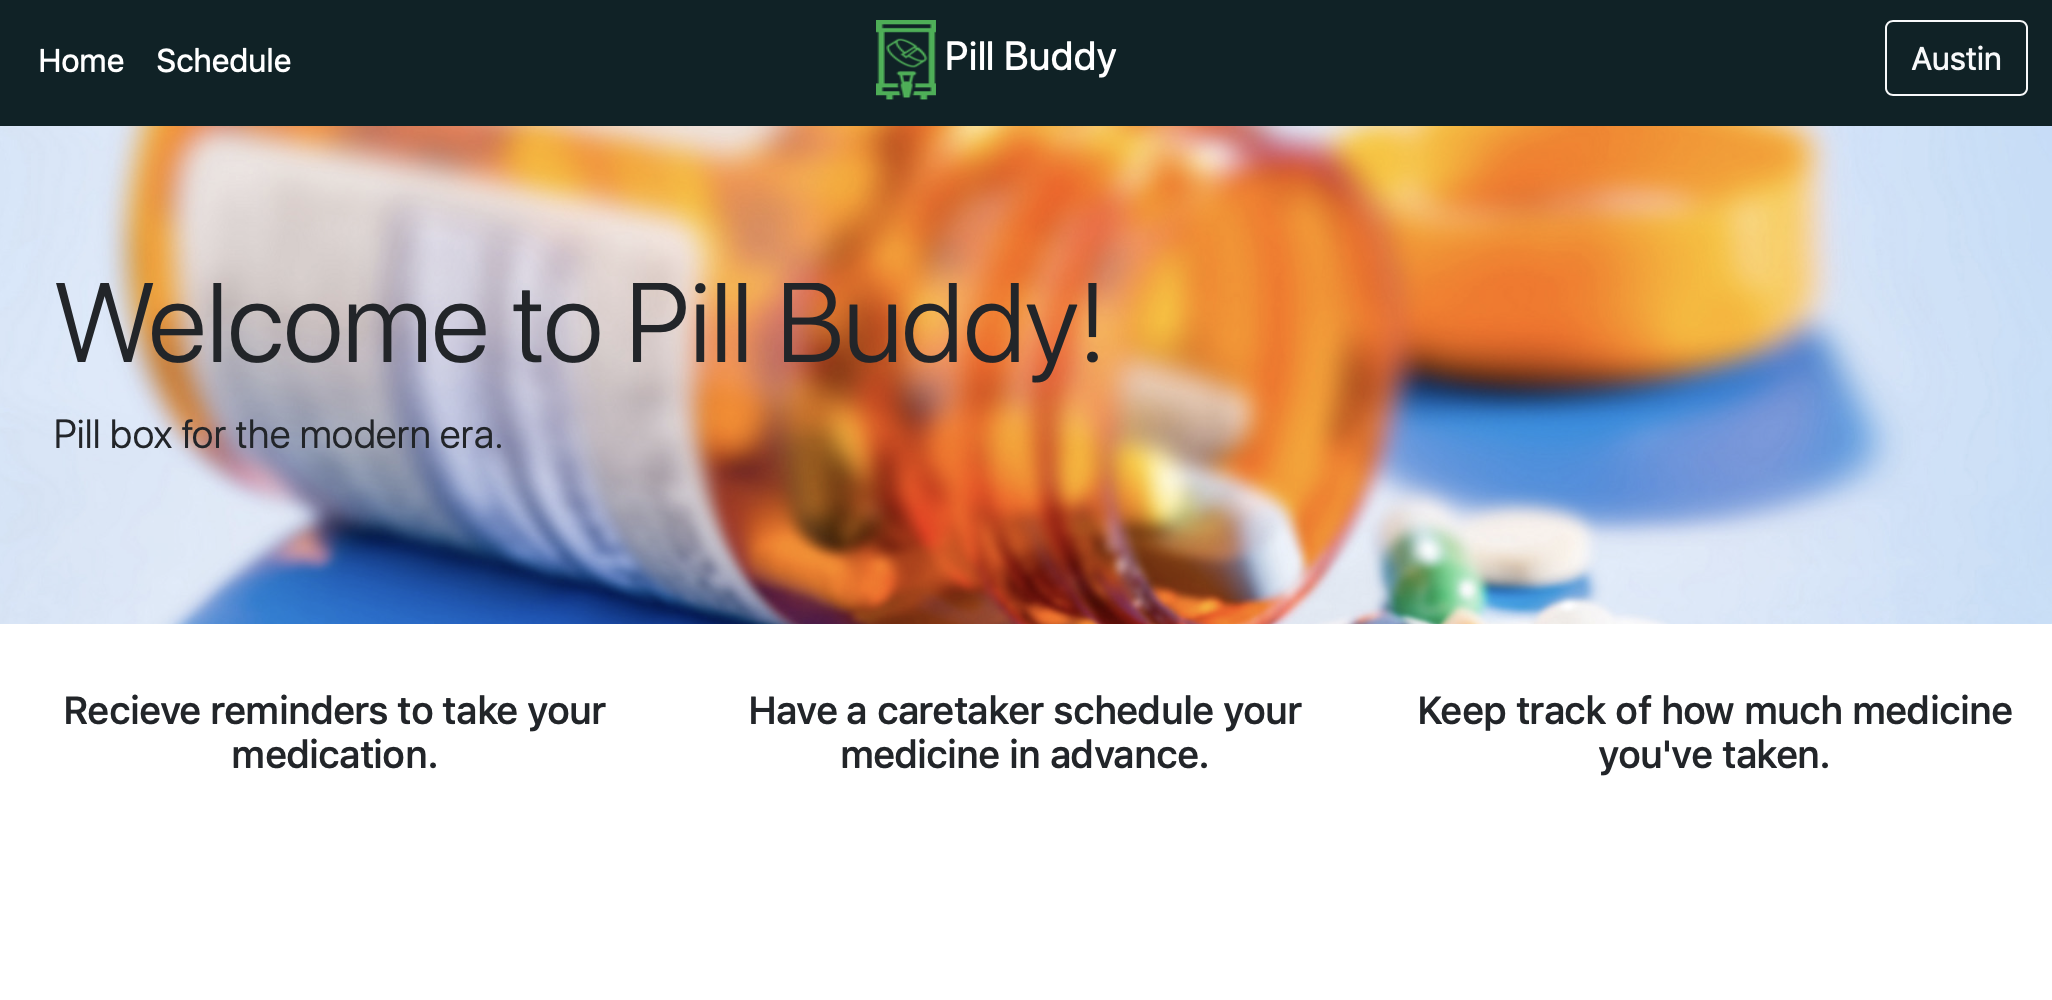 Home Schedule Pill Buddy Austin
Welcome to Pill Buddy!
Pill box for the modern era.
Recieve reminders to take your
medication.
Have a caretaker schedule your
medicine in advance.
Keep track of how much medicine
you've taken.